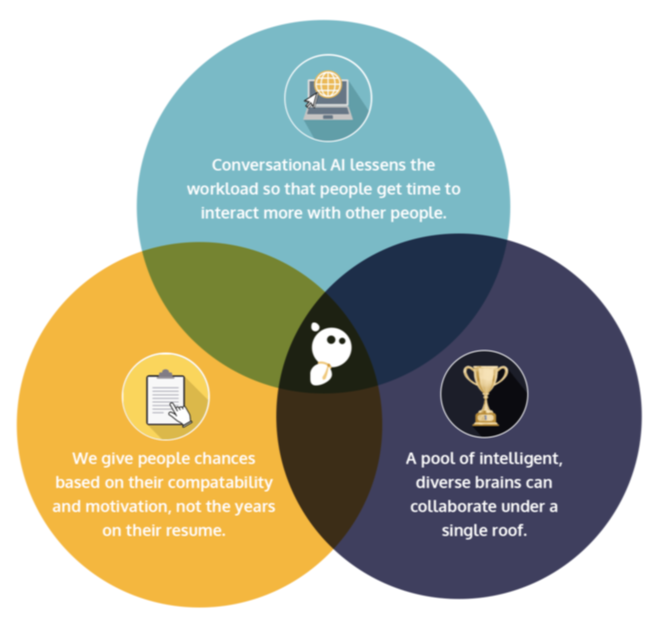 Conversational AI lessens the
workload so that people get time to
interact more with other people.
We give people chances
based on their compatability
and motivation, not the years
on their resume.
A pool of intelligent,
diverse brains can
collaborate under a
single roof.